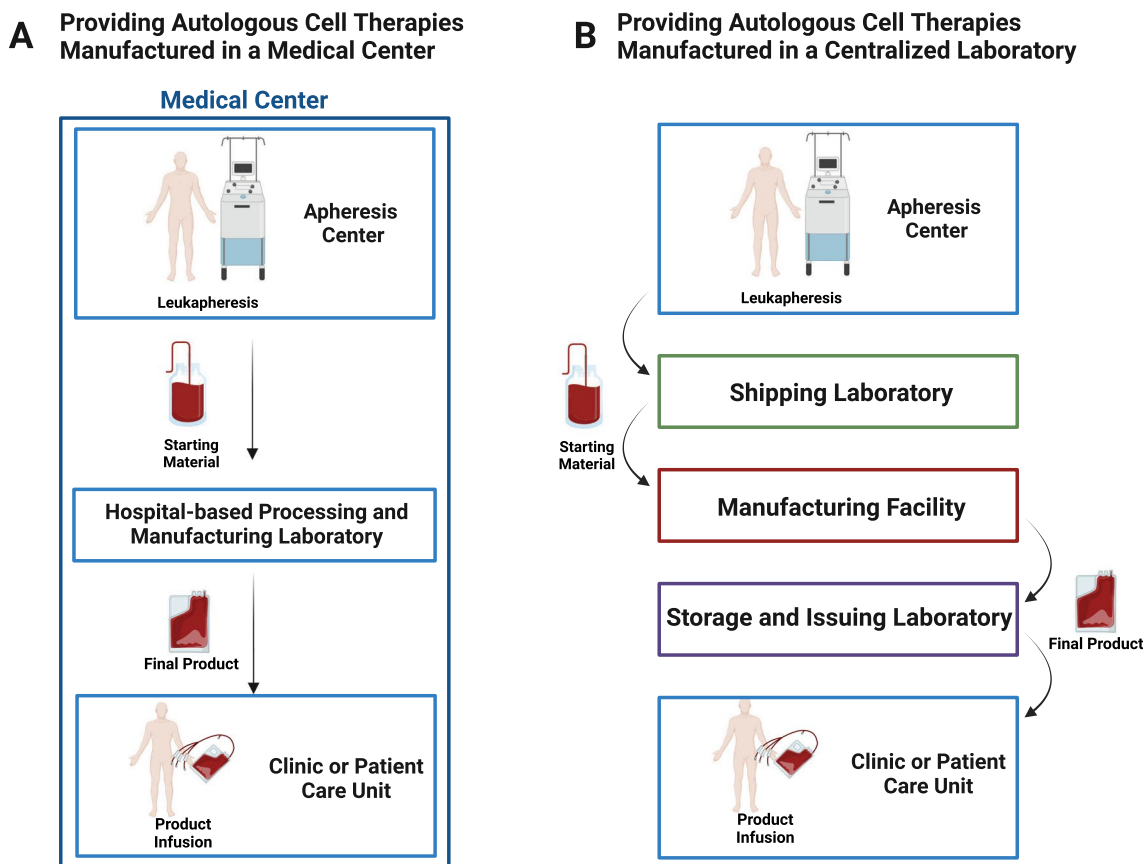 A
Providing Autologous Cell Therapies
Manufactured in a Medical Center
Medical Center
Apheresis
Center
Leukapheresis
Starting
Material
Hospital-based Processing and
Manufacturing Laboratory
Final Product
Clinic or Patient
Care Unit
Product
Infusion
B
Providing Autologous Cell Therapies
Manufactured in a Centralized Laboratory
Apheresis
Center
Leukapheresis
Shipping Laboratory
Starting
Material
Manufacturing Facility
Storage and Issuing Laboratory
Final Product
Clinic or Patient
Care Unit
Product
Infusion